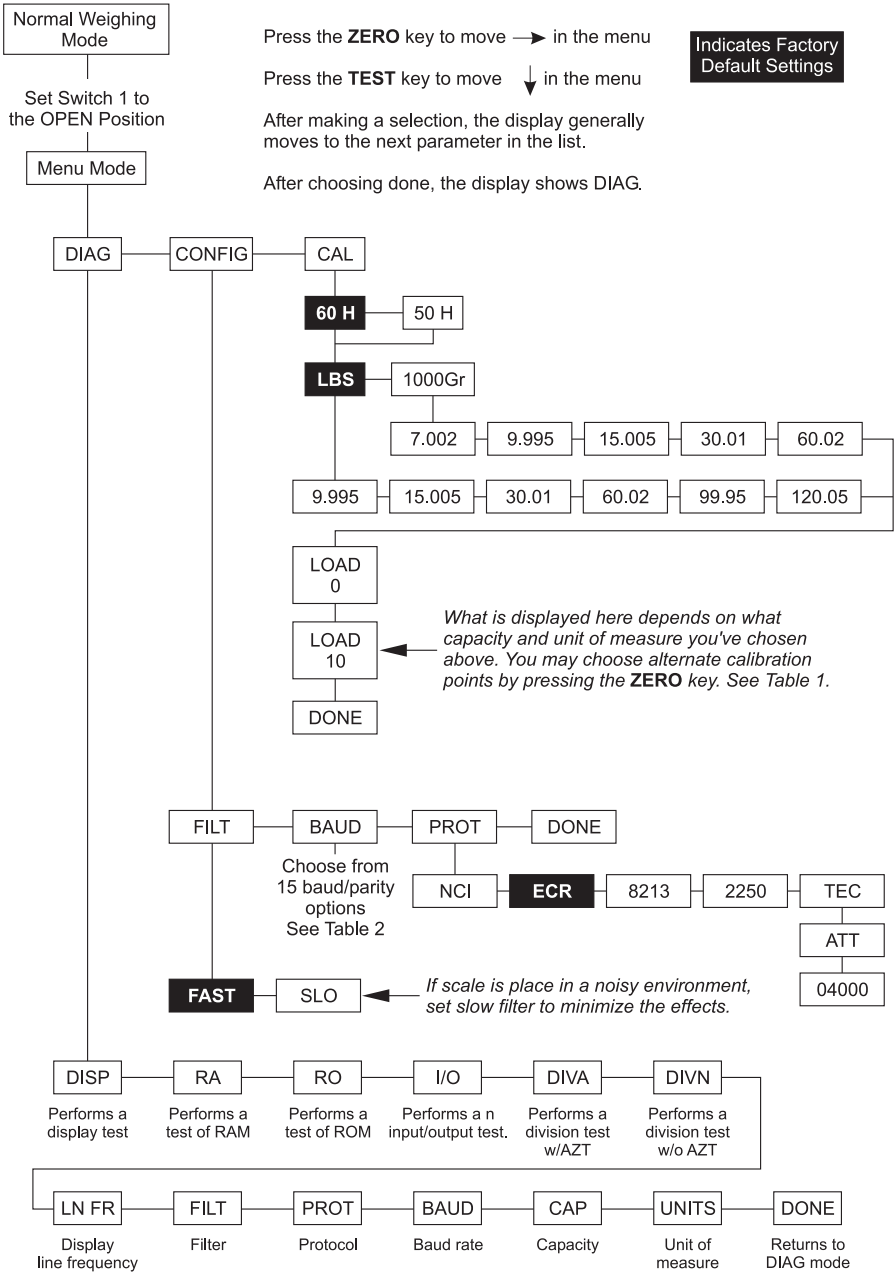 Normal Weighing
Mode
Set Switch 1 to
the OPEN Position
Menu Mode
Press the ZERO key to move → in the menu
Press the TEST key to move ↓ in the menu
After making a selection, the display generally
moves to the next parameter in the list.
After choosing done, the display shows DIAG.
Indicates Factory
Default Settings
DIAG
CONFIG
CAL
60 H
50 H
LBS
1000Gr
7.002
9.995
15.005
30.01
60.02
9.995
15.005
30.01
60.02
99.95
120.05
LOAD
0
LOAD
10
DONE
What is displayed here depends on what
capacity and unit of measure you've chosen
above. You may choose alternate calibration
points by pressing the ZERO key. See Table 1.
FILT
BAUD
PROT
DONE
Choose from
15 baud/parity
options
See Table 2
NCI
ECR
8213
2250
TEC
ATT
04000
FAST
SLO
If scale is place in a noisy environment,
set slow filter to minimize the effects.
DISP
RA
RO
I/O
DIVA
DIVN
Performs a
display test
Performs a
test of RAM
Performs a
test of ROM
Performs a n
input/output test.
Performs a
division test
w/AZT
Performs a
division test
w/o AZT
LN FR
FILT
PROT
BAUD
CAP
UNITS
DONE
Display
line frequency
Filter
Protocol
Baud rate
Capacity
Unit of
measure
Returns to
DIAG mode